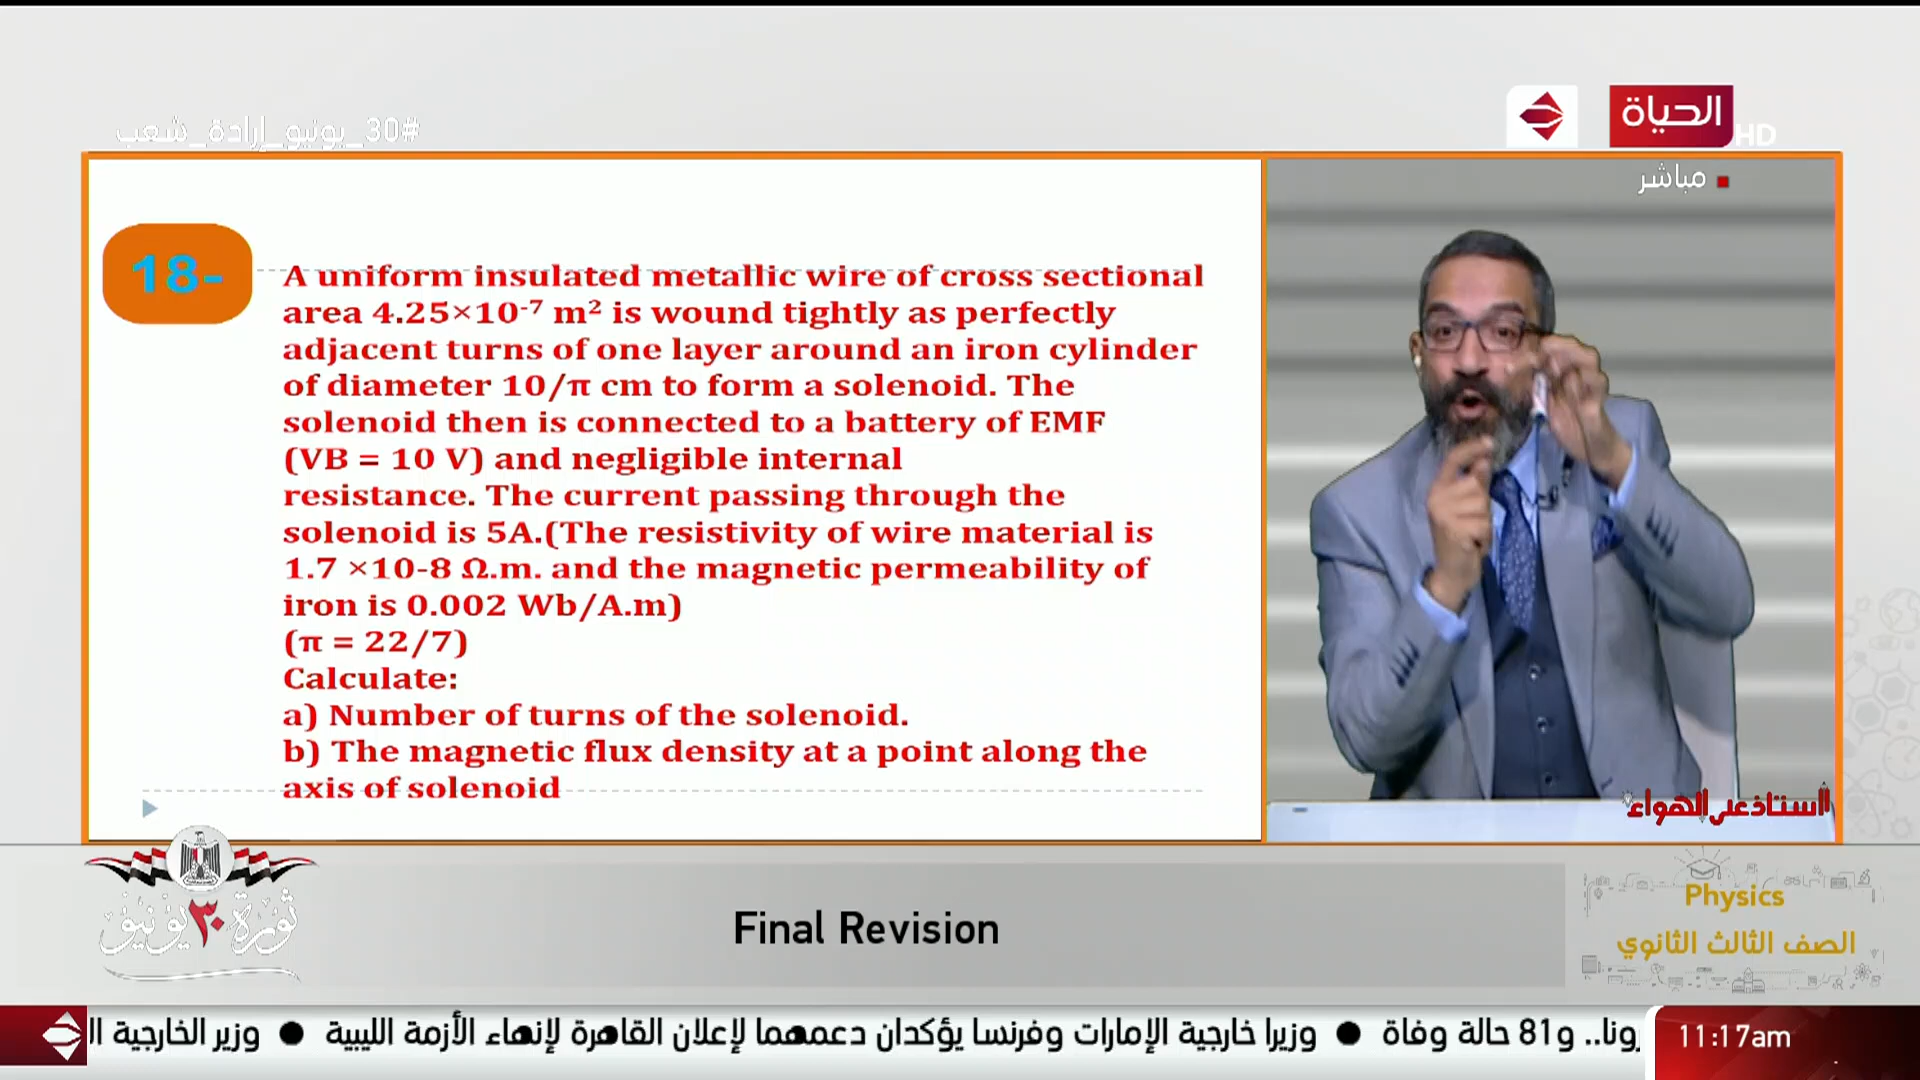 #30_يونيو_إرادة_شعب
الحياة
HD
مباشر
18-
A uniform insulated metallic wire of cross sectional
area 4.25×10⁻⁷ m² is wound tightly as perfectly
adjacent turns of one layer around an iron cylinder
of diameter 10/π cm to form a solenoid. The
solenoid then is connected to a battery of EMF
(VB = 10 V) and negligible internal
resistance. The current passing through the
solenoid is 5A.(The resistivity of wire material is
1.7 ×10-8 Ω.m. and the magnetic permeability of
iron is 0.002 Wb/A.m)
(π = 22/7)
Calculate:
a) Number of turns of the solenoid.
b) The magnetic flux density at a point along the
axis of solenoid
الأستاذ على الهواء
ثورة ٣٠ يونيو
Final Revision
Physics
الصف الثالث الثانوي
رونا.. و81 حالة وفاة ● وزيرا خارجية الإمارات وفرنسا يؤكدان دعمهما لإعلان القاهرة لإنهاء الأزمة الليبية ● وزير الخارجية ال
11:17am